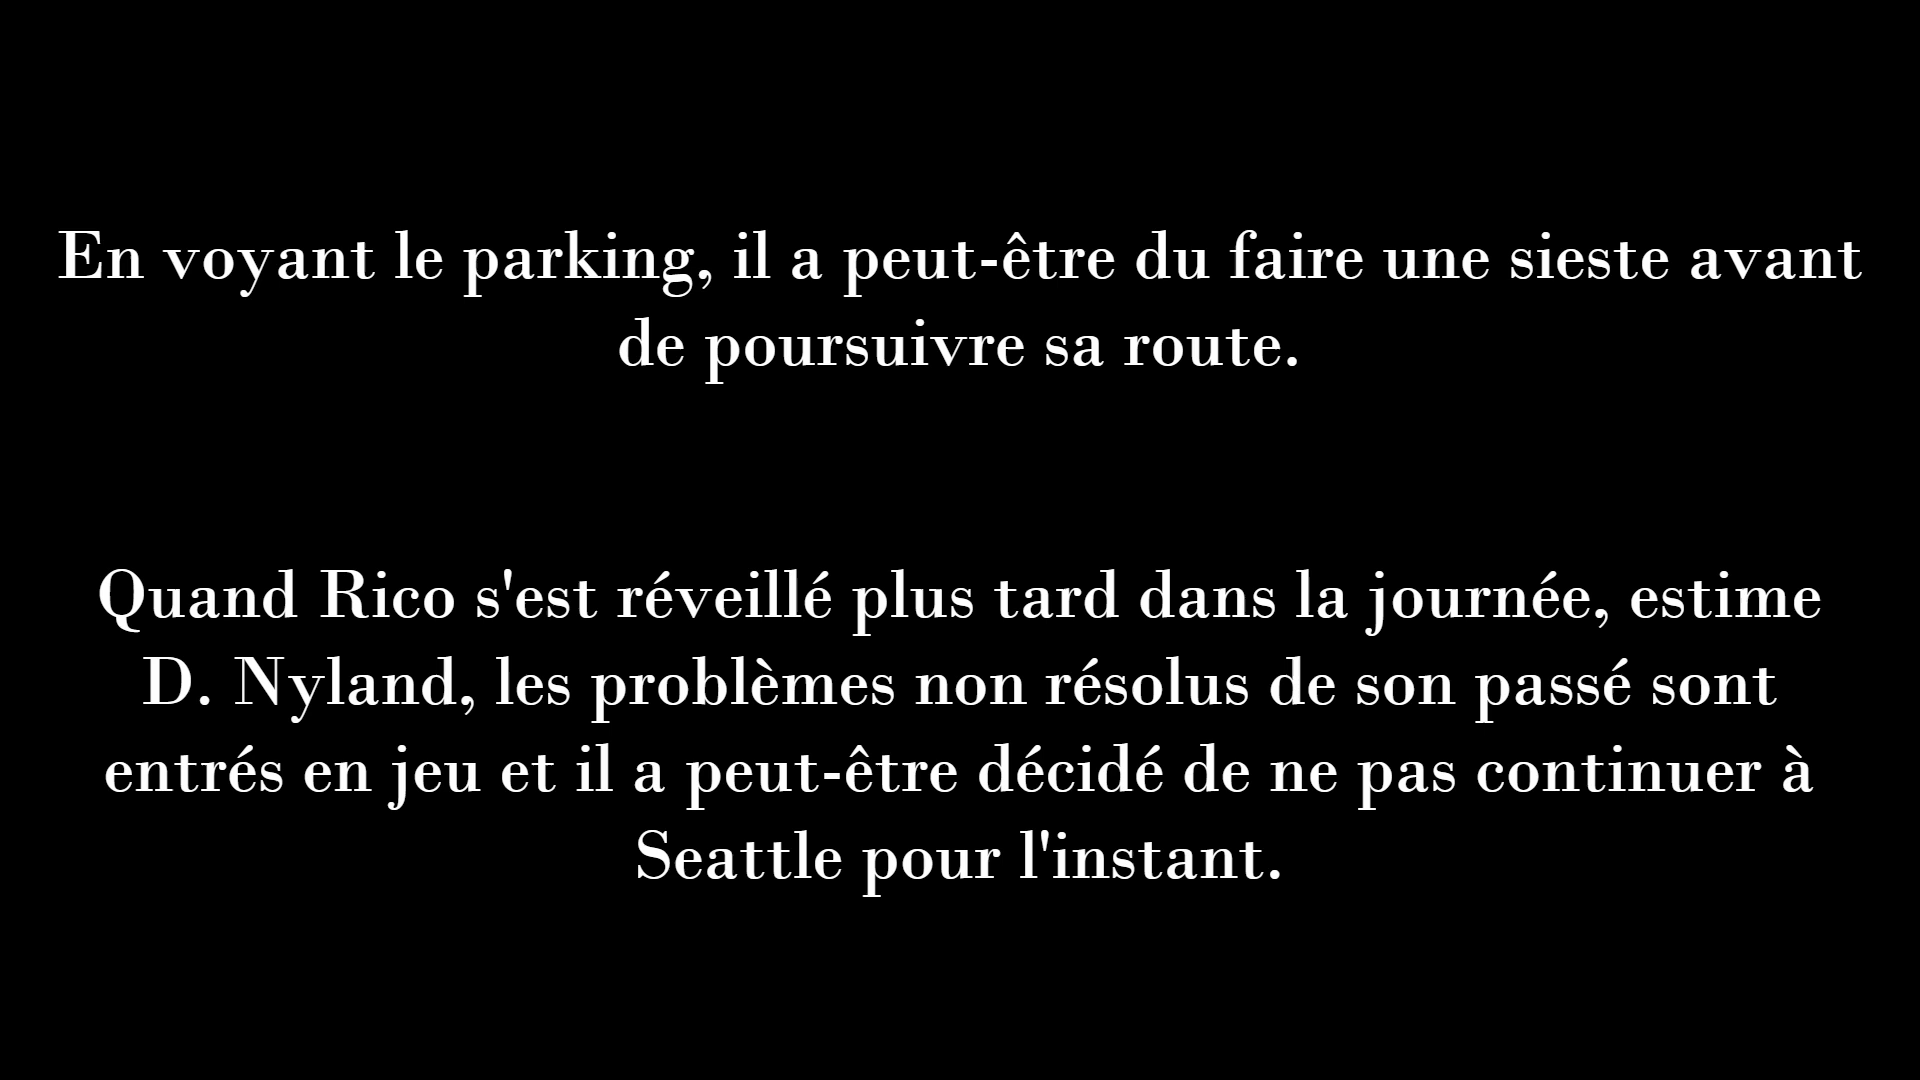 En voyant le parking, il a peut-être du faire une sieste avant
de poursuivre sa route.
Quand Rico s'est réveillé plus tard dans la journée, estime
D. Nyland, les problèmes non résolus de son passé sont
entrés en jeu et il a peut-être décidé de ne pas continuer à
Seattle pour l'instant.